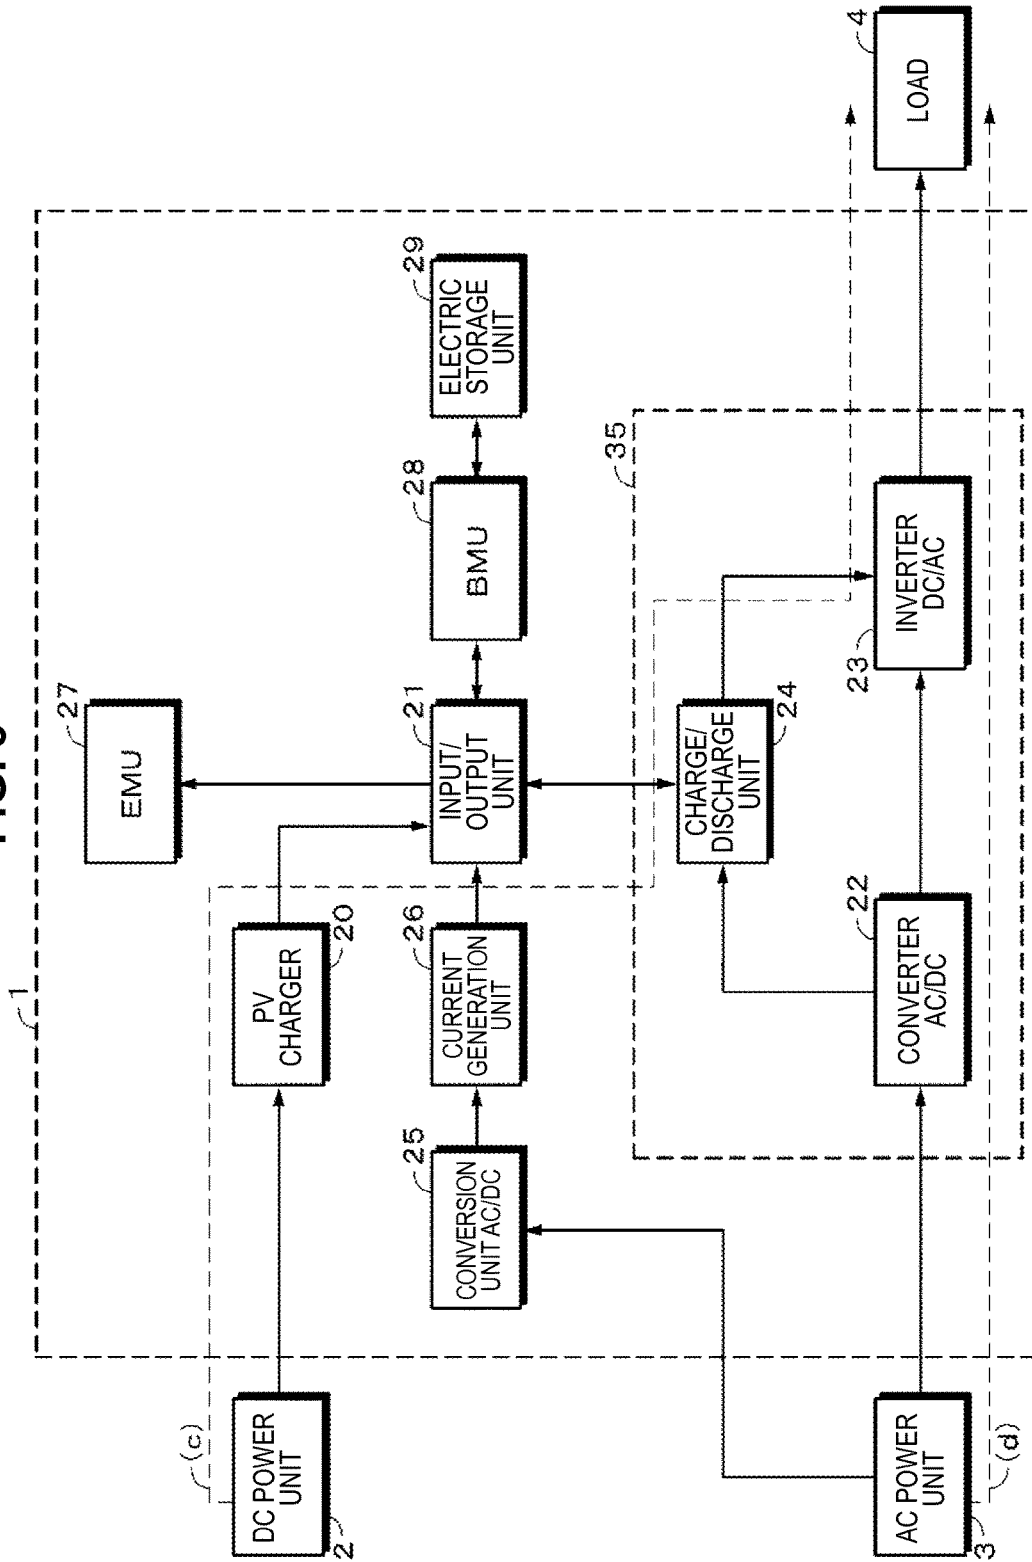 1
27
EMU
(c)
DC POWER
UNIT
2
PV
CHARGER
20
25
CONVERSION
UNIT AC/DC
26
CURRENT
GENERATION
UNIT
21
INPUT/
OUTPUT
UNIT
28
BMU
29
ELECTRIC
STORAGE
UNIT
35
CHARGE/
DISCHARGE
UNIT
24
AC POWER
UNIT
3
(d)
22
CONVERTER
AC/DC
23
INVERTER
DC/AC
4
LOAD